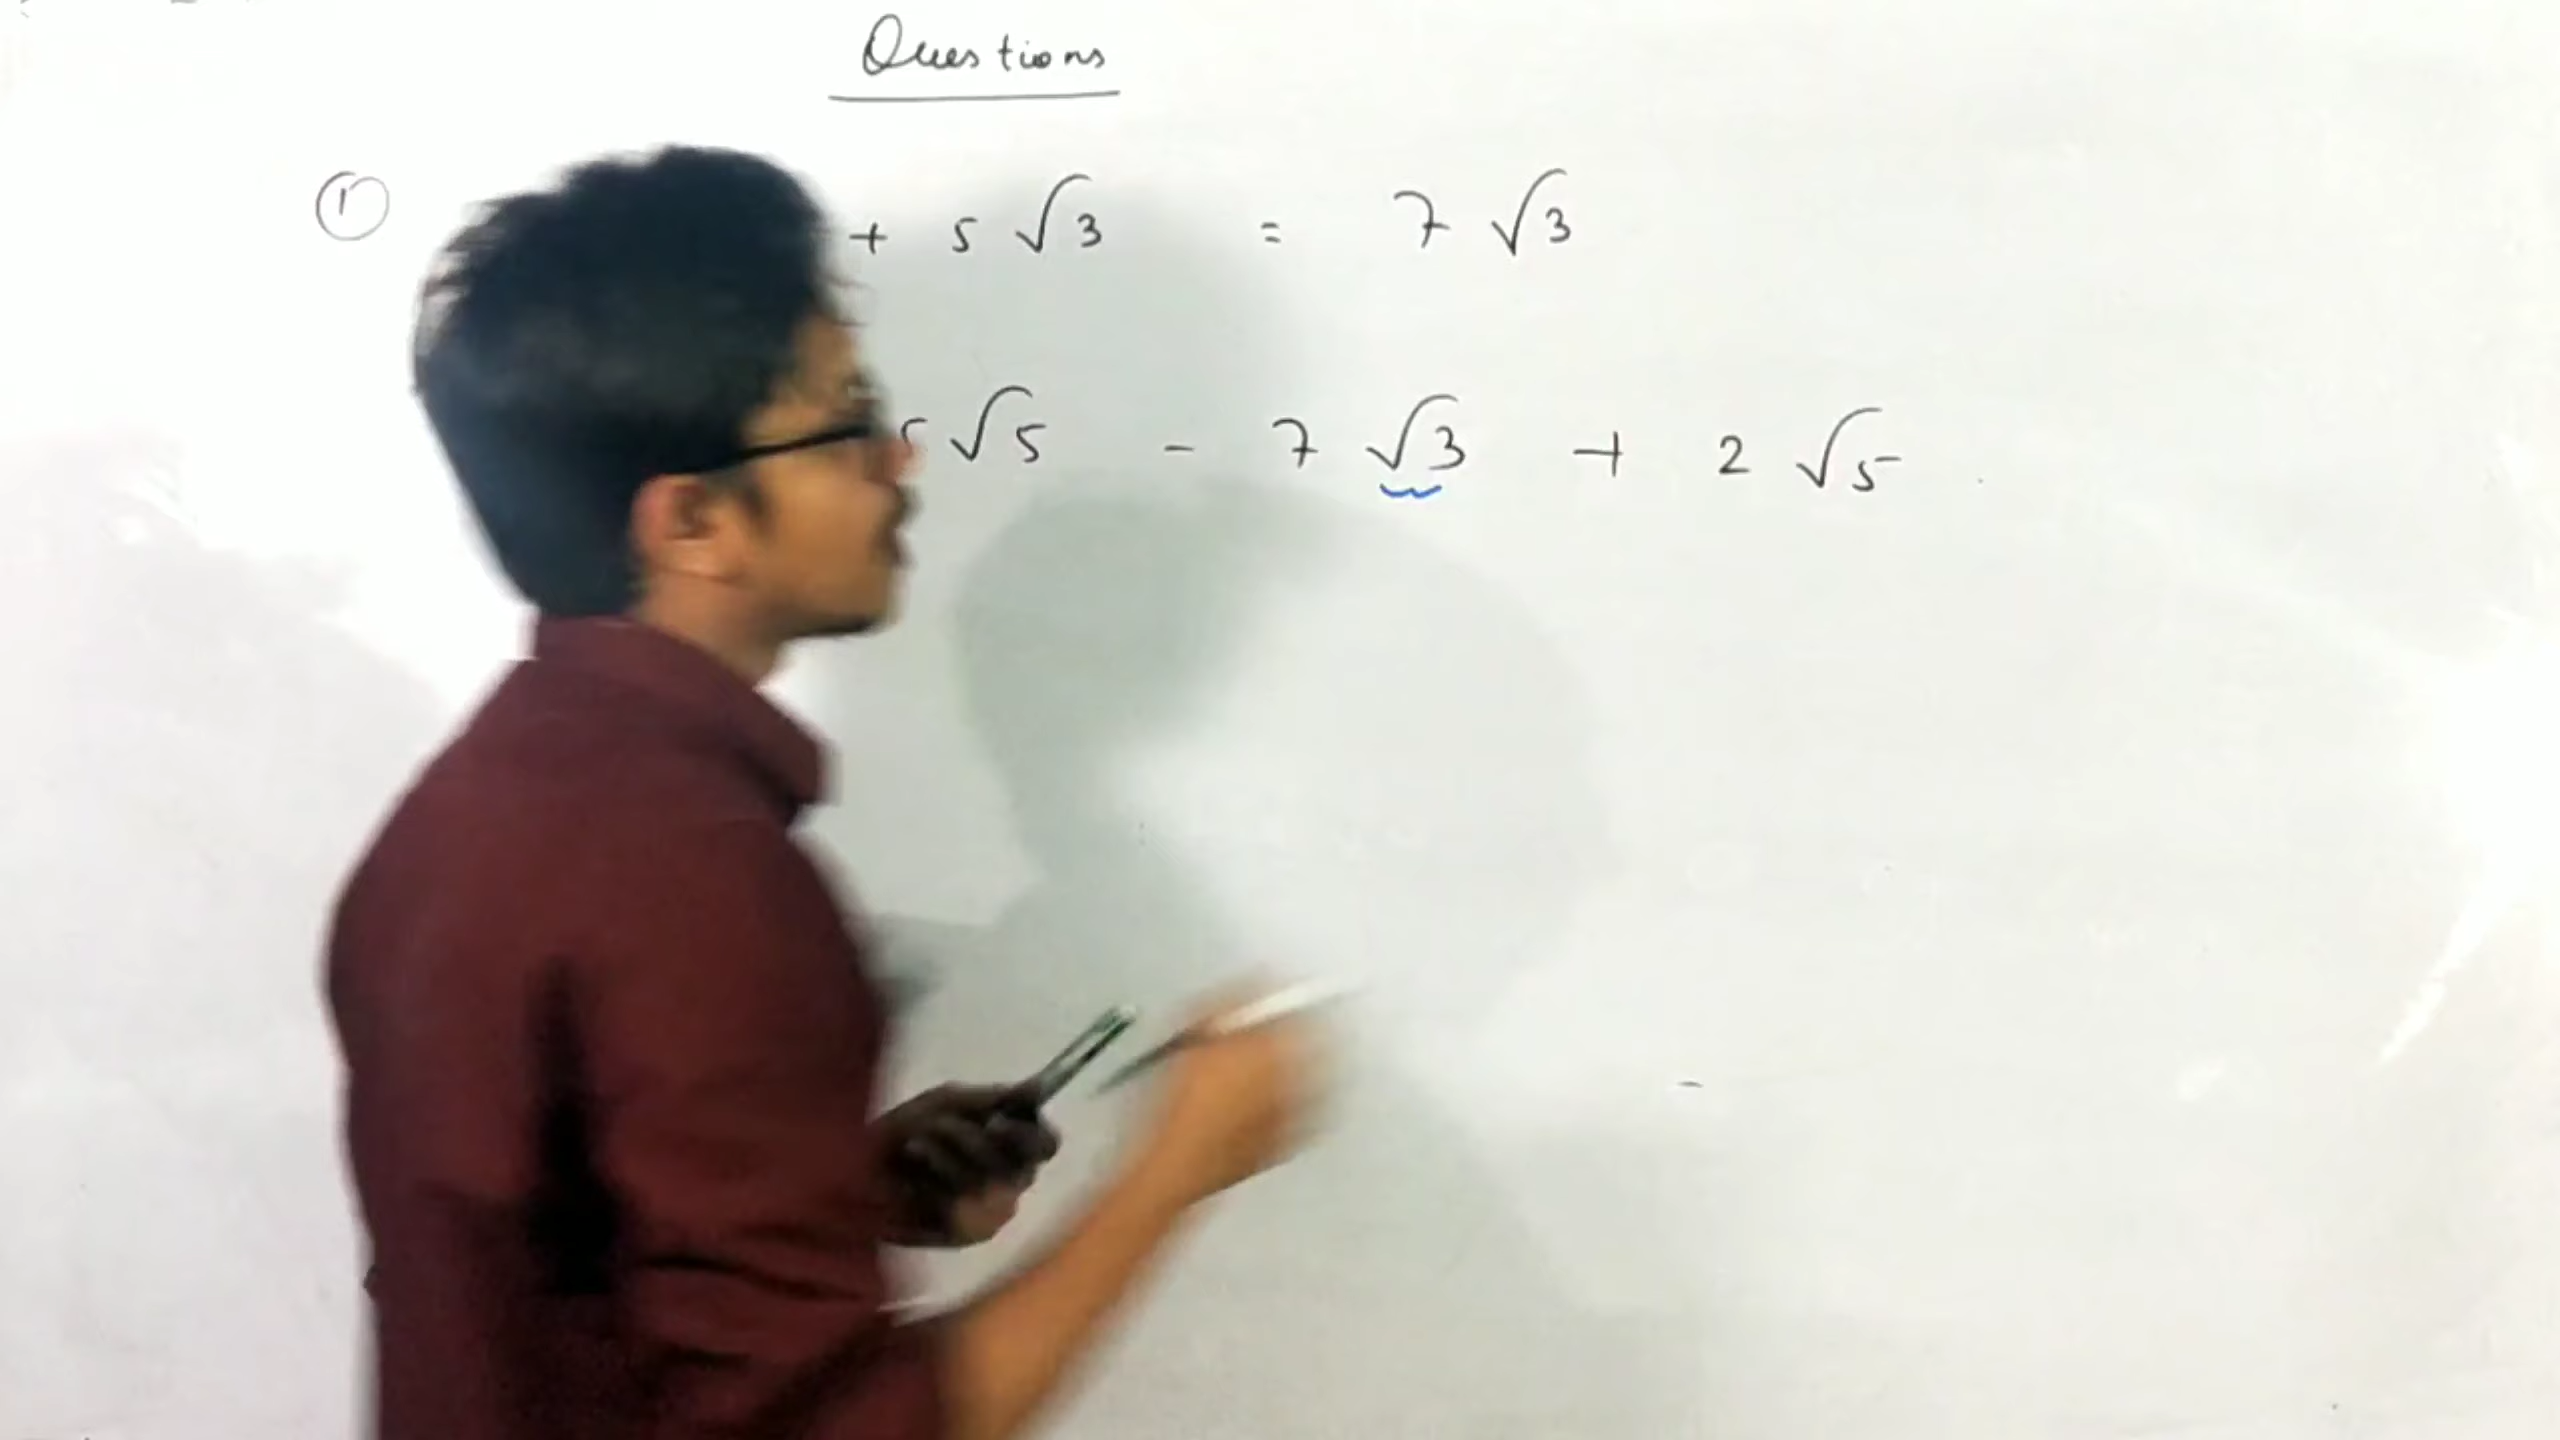 Questions
① + 5 √3 = 7 √3
5 √5 - 7 √3 + 2 √5